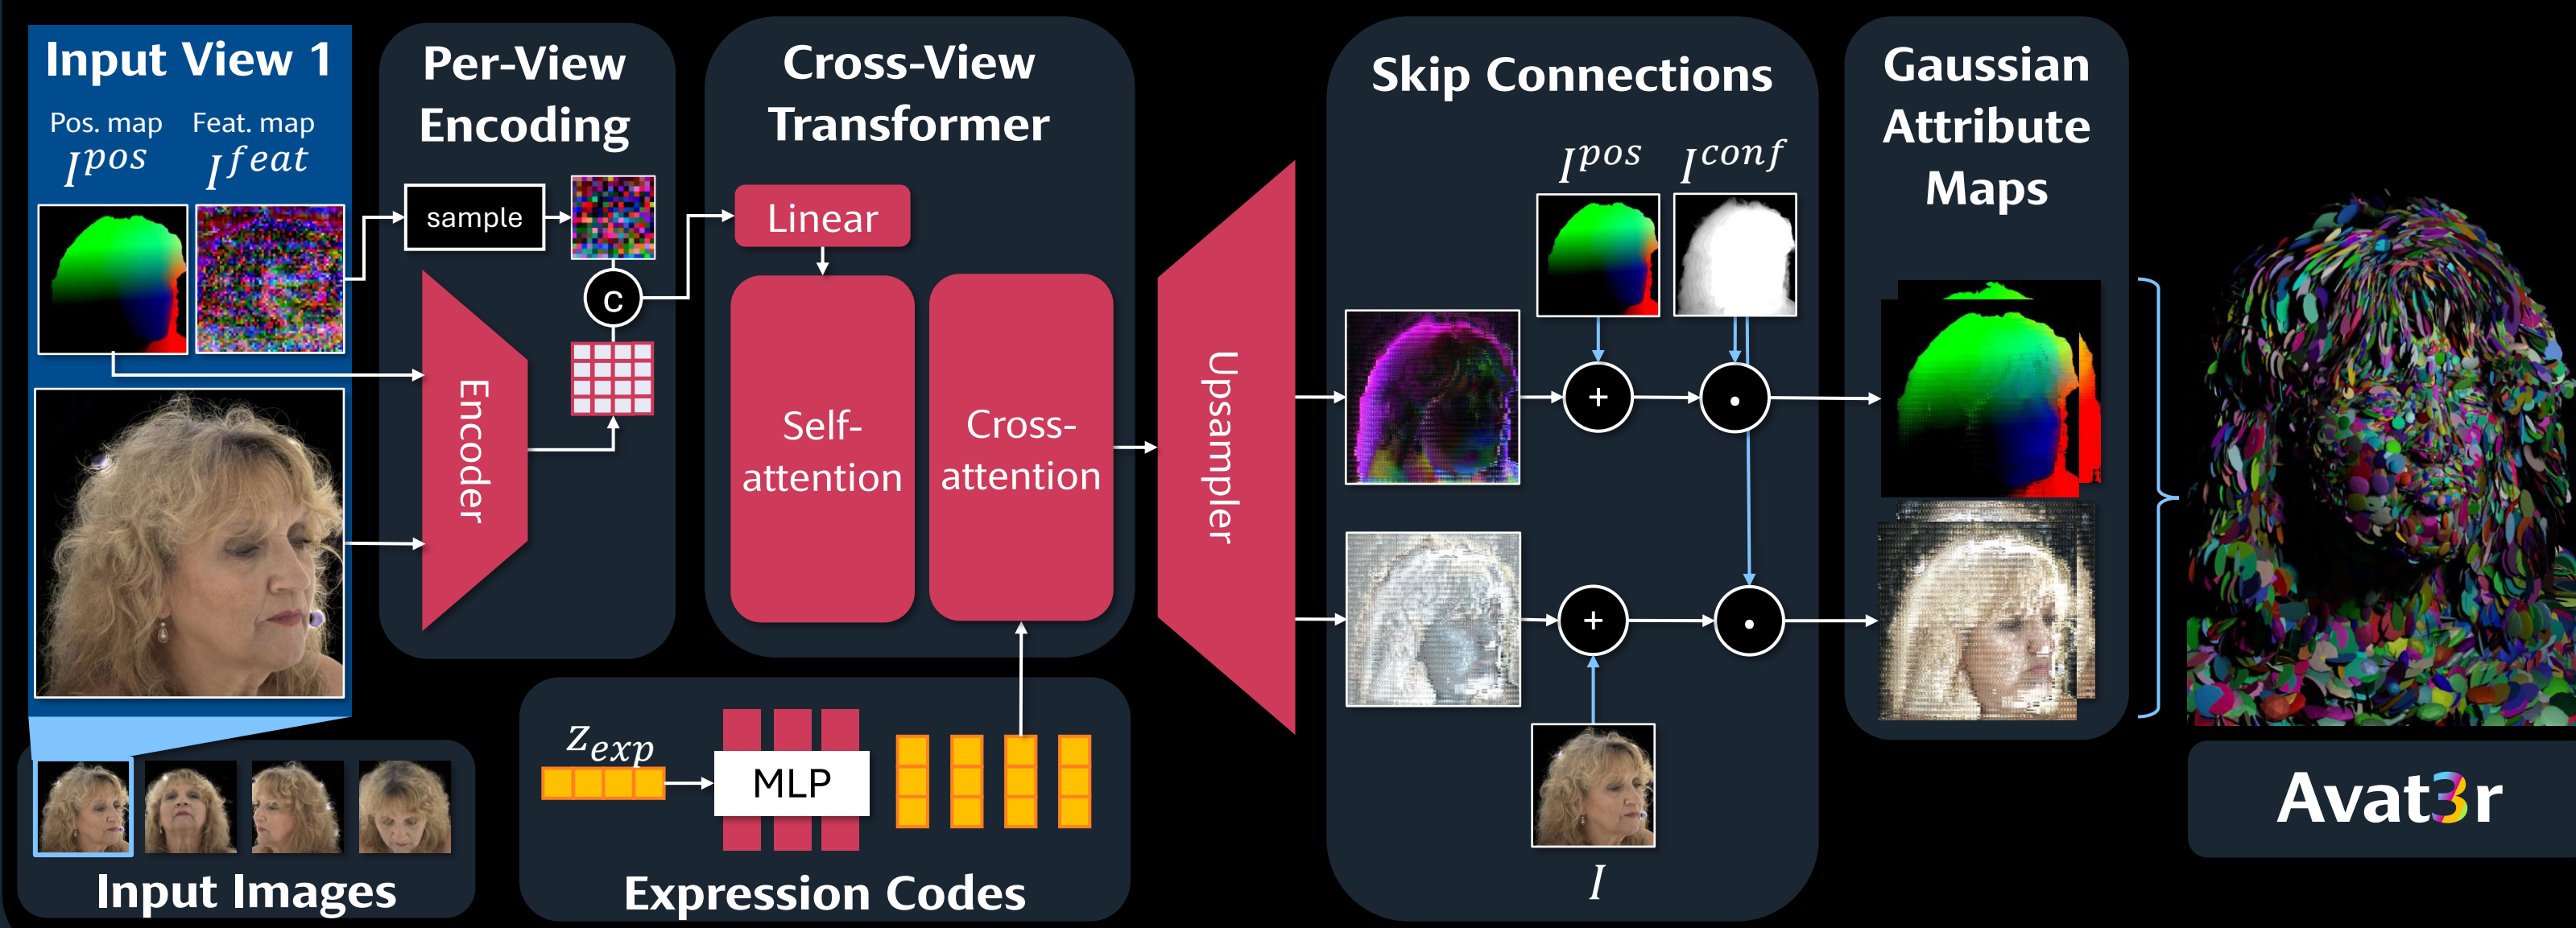 Input View 1
Pos. map
I^pos
Feat. map
I^feat
Per-View
Encoding
sample
C
Encoder
Cross-View
Transformer
Linear
Self-
attention
Cross-
attention
Upsampler
Skip Connections
I^pos
I^conf
+
·
+
·
I
Gaussian
Attribute
Maps
Input Images
z_exp
MLP
Expression Codes
Avat3r